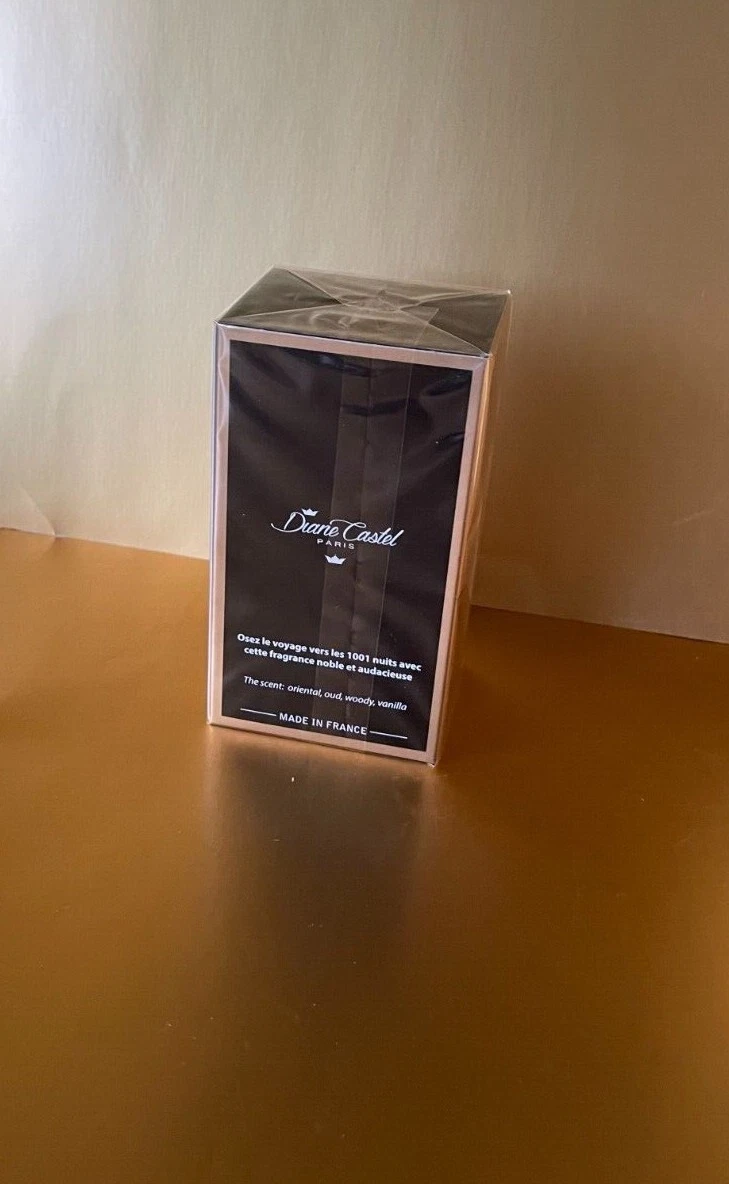 Diane Castel
PARIS
Osez le voyage vers les 1001 nuits avec
cette fragrance noble et audacieuse
The scent: oriental, oud, woody, vanilla
MADE IN FRANCE